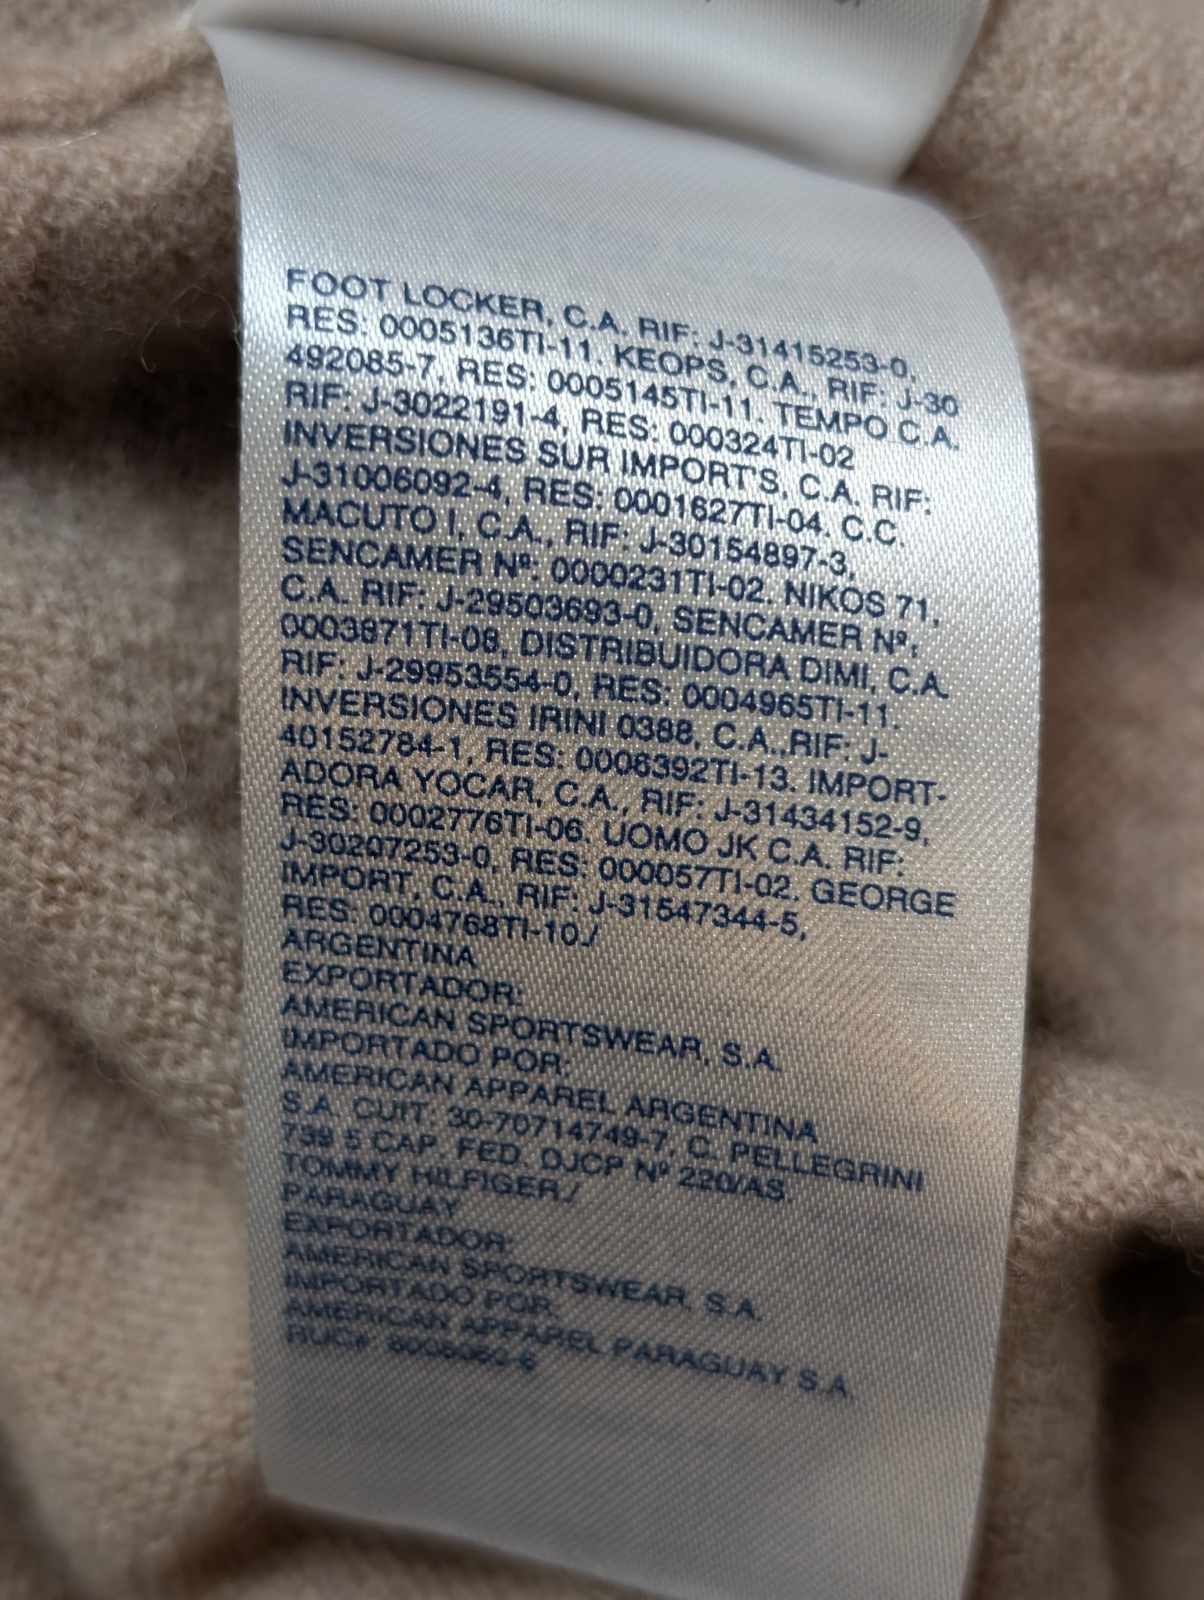 FOOT LOCKER, C.A. RIF: J-31415253-0,
RES: 0005136TI-11. KEOPS, C.A., RIF: J-30
492085-7, RES: 0005145TI-11. TEMPO C.A.
RIF: J-3022191-4, RES: 000324TI-02
INVERSIONES SUR IMPORTS, C.A. RIF:
J-31006092-4, RES: 0001627TI-04. C.C.
MACUTO I, C.A., RIF: J-30154897-3,
SENCAMER Nº: 0000231TI-02. NIKOS 71,
C.A. RIF: J-29503693-0, SENCAMER Nº:
0003871TI-08, DISTRIBUIDORA DIMI, C.A.
RIF: J-29953554-0, RES: 0004965TI-11.
INVERSIONES IRINI 0388, C.A.,RIF: J-
40152784-1, RES: 0006392TI-13. IMPORT-
ADORA YOCAR, C.A., RIF: J-31434152-9,
RES: 0002776TI-06. UOMO JK C.A. RIF:
J-30207253-0, RES: 000057TI-02. GEORGE
IMPORT, C.A., RIF: J-31547344-5,
RES: 0004768TI-10./
ARGENTINA
EXPORTADOR:
AMERICAN SPORTSWEAR, S.A.
IMPORTADO POR:
AMERICAN APPAREL ARGENTINA
S.A. CUIT: 30-70714749-7, C. PELLEGRINI
739 5 CAP. FED. DJCP Nº 220/AS
TOMMY HILFIGER./
PARAGUAY
EXPORTADOR:
AMERICAN SPORTSWEAR, S.A.
IMPORTADO POR:
AMERICAN APPAREL PARAGUAY S.A.
RUC#